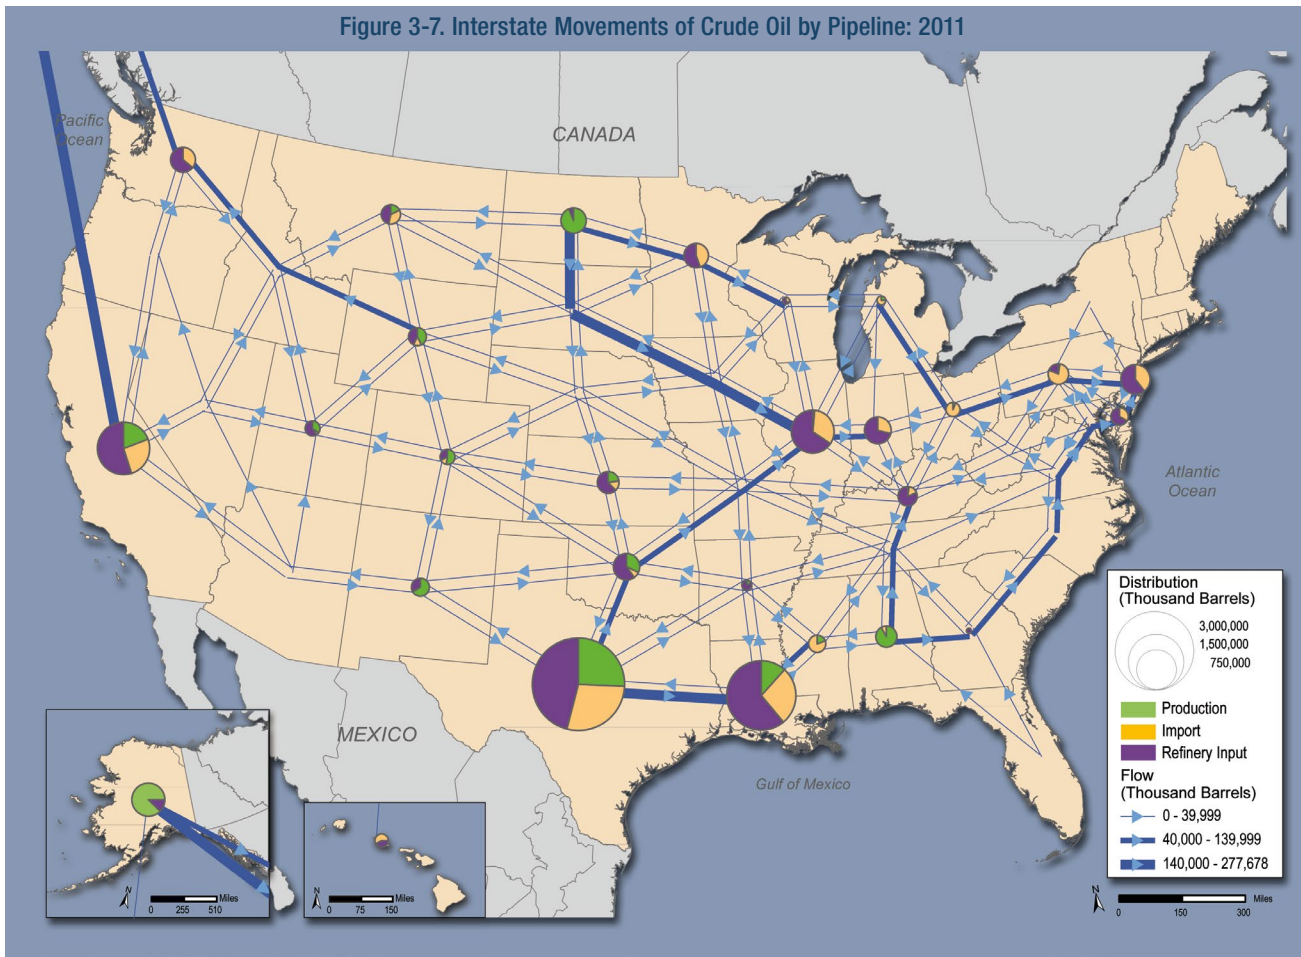 Figure 3-7. Interstate Movements of Crude Oil by Pipeline: 2011
Pacific
Ocean
CANADA
Atlantic
Ocean
MEXICO
Gulf of Mexico
Distribution
(Thousand Barrels)
3,000,000
1,500,000
750,000
Production
Import
Refinery Input
Flow
(Thousand Barrels)
0 - 39,999
40,000 - 139,999
140,000 - 277,678
N
Miles
0 255 510
N
Miles
0 75 150
N
Miles
0 150 300